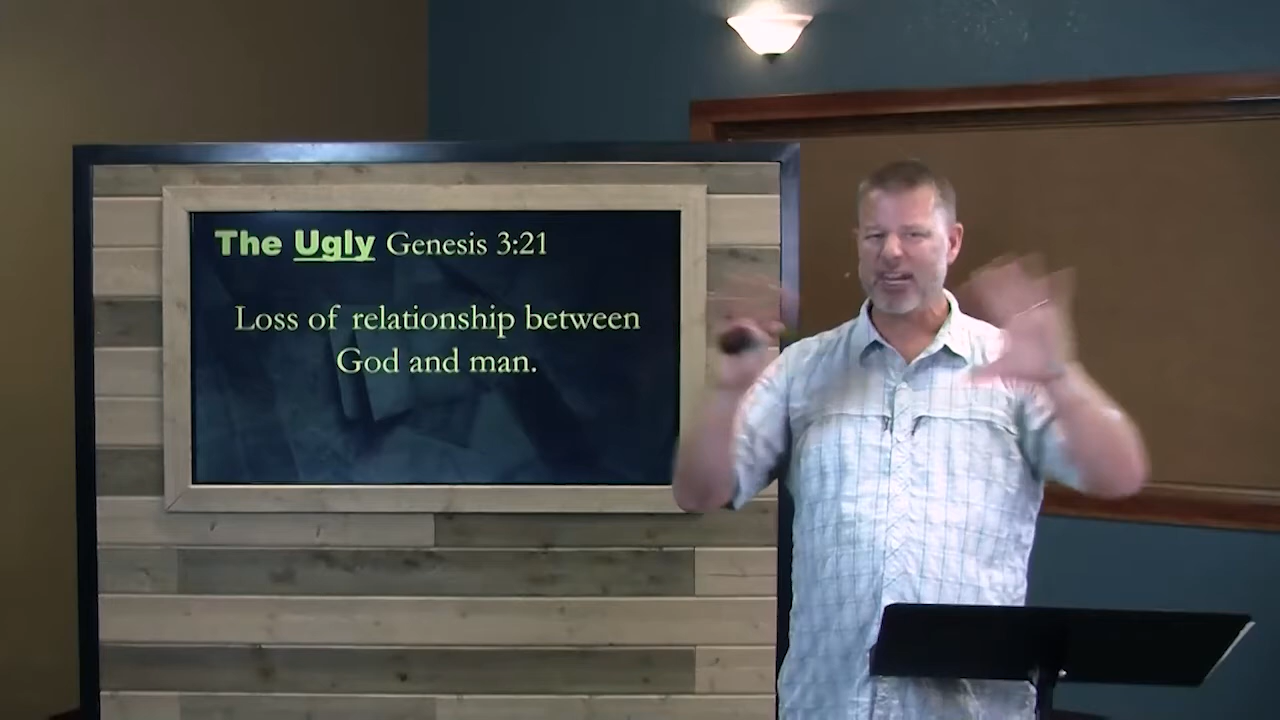 The Ugly Genesis 3:21
Loss of relationship between
God and man.